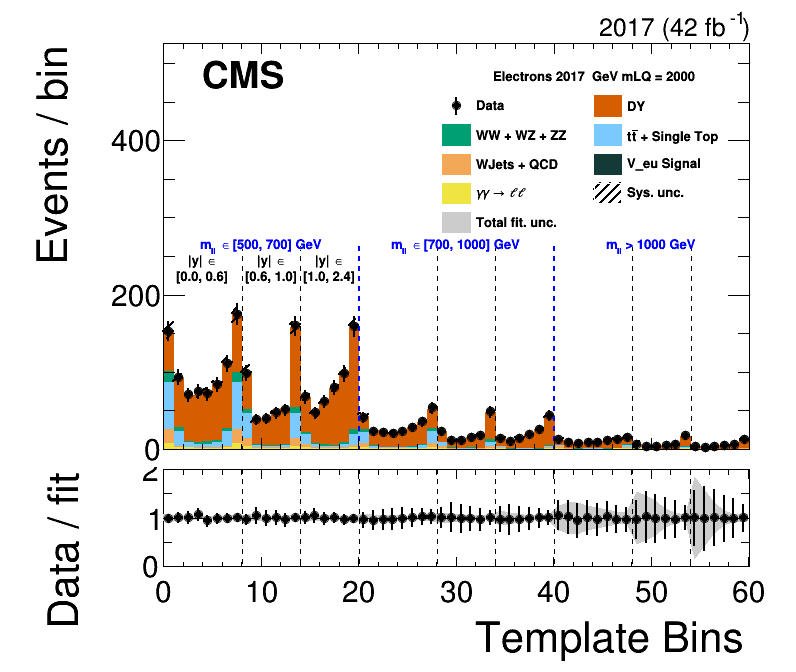 2017 (42 fb⁻¹)
CMS
Electrons 2017 GeV mLQ = 2000
Data
DY
WW + WZ + ZZ
tt̄ + Single Top
WJets + QCD
V_eu Signal
γγ → ℓℓ
Sys. unc.
Total fit. unc.
Events / bin
400
200
0
m_ll ∈ [500, 700] GeV
m_ll ∈ [700, 1000] GeV
m_ll > 1000 GeV
|y| ∈
[0.0, 0.6]
|y| ∈
[0.6, 1.0]
|y| ∈
[1.0, 2.4]
Data / fit
2
1
0
0 10 20 30 40 50 60
Template Bins